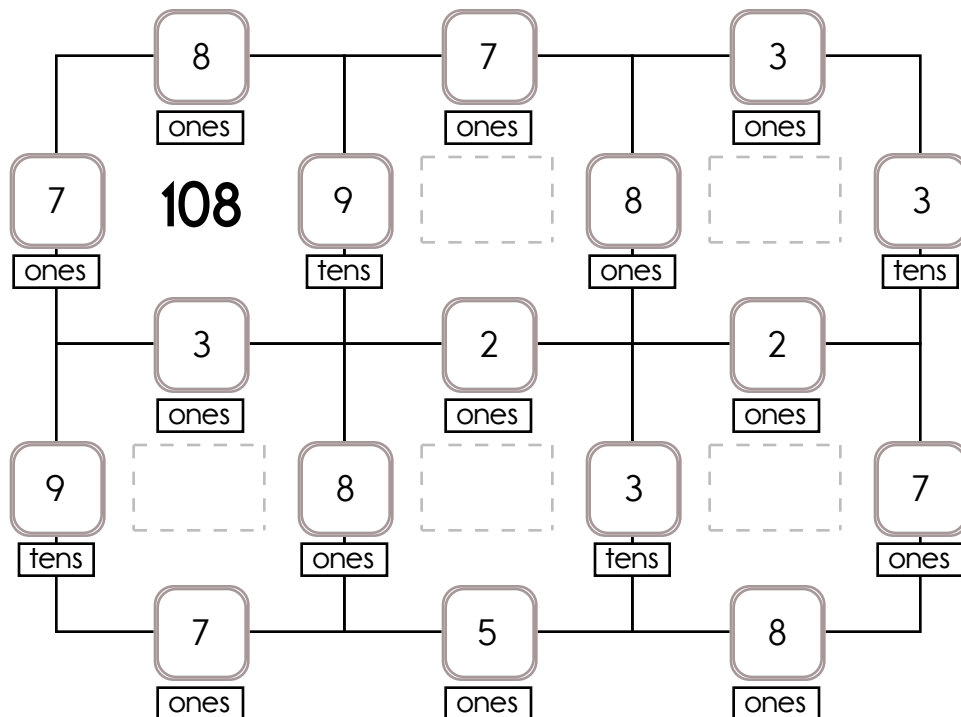 8 7 3
ones ones ones
7 108 9 8 3
ones tens ones tens
3 2 2
ones ones ones
9 8 3 7
tens ones tens ones
7 5 8
ones ones ones